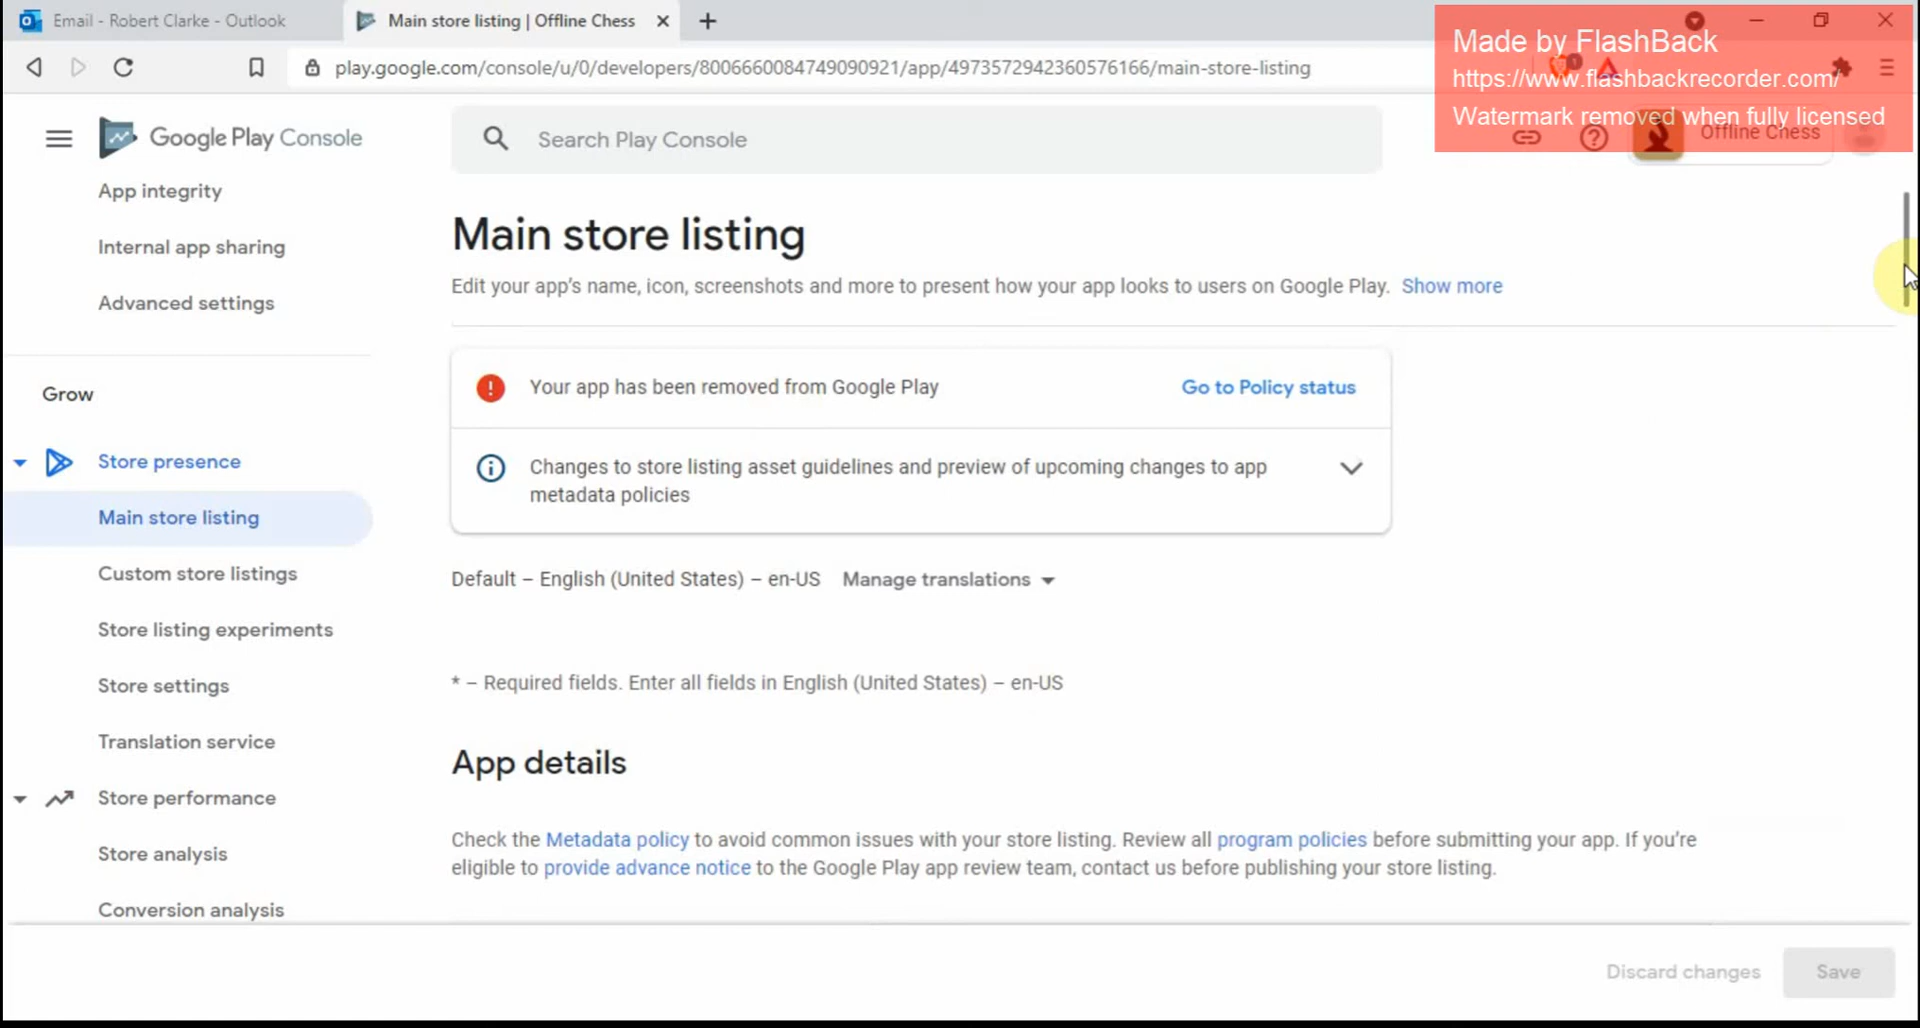 Email - Robert Clarke - Outlook
Main store listing | Offline Chess
Made by FlashBack
https://www.flashbackrecorder.com/
Watermark removed when fully licensed
play.google.com/console/u/0/developers/8006660084749090921/app/4973572942360576166/main-store-listing
Google Play Console
Search Play Console
Offline Chess
App integrity
Internal app sharing
Advanced settings
Grow
Store presence
Main store listing
Custom store listings
Store listing experiments
Store settings
Translation service
Store performance
Store analysis
Conversion analysis
Main store listing
Edit your app's name, icon, screenshots and more to present how your app looks to users on Google Play. Show more
Your app has been removed from Google Play
Go to Policy status
Changes to store listing asset guidelines and preview of upcoming changes to app
metadata policies
Default – English (United States) – en-US Manage translations
* – Required fields. Enter all fields in English (United States) – en-US
App details
Check the Metadata policy to avoid common issues with your store listing. Review all program policies before submitting your app. If you're
eligible to provide advance notice to the Google Play app review team, contact us before publishing your store listing.
Discard changes
Save